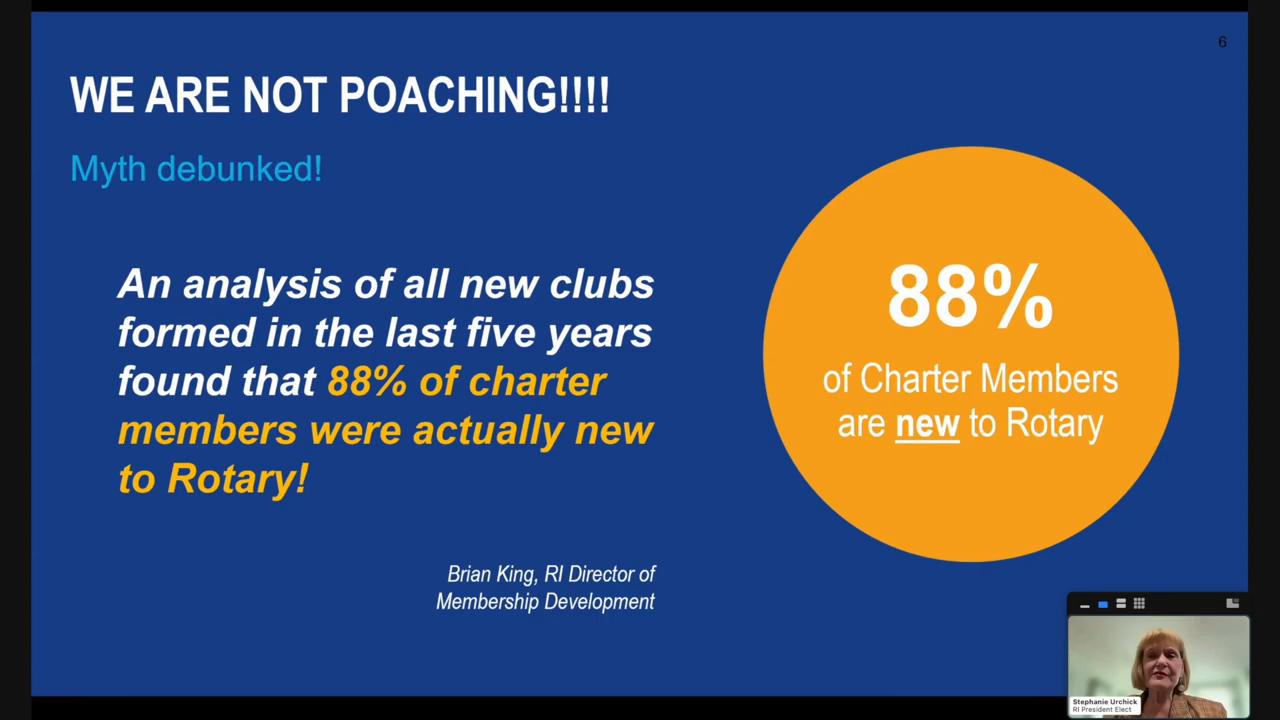 6
WE ARE NOT POACHING!!!!
Myth debunked!
An analysis of all new clubs
formed in the last five years
found that 88% of charter
members were actually new
to Rotary!
Brian King, RI Director of
Membership Development
88%
of Charter Members
are new to Rotary
Stephanie Urchick
RI President Elect